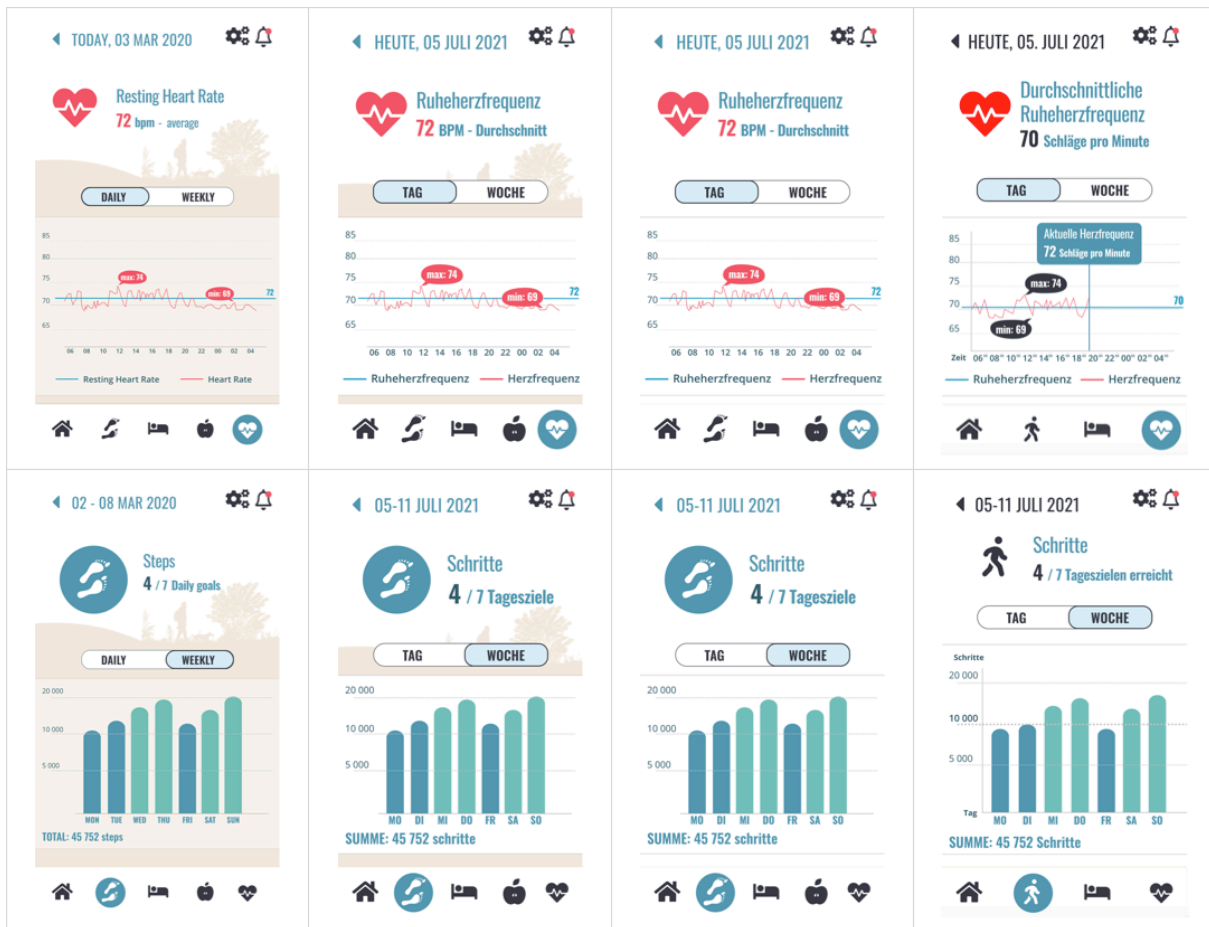 TODAY, 03 MAR 2020
Resting Heart Rate
72 bpm - average
DAILY WEEKLY
85
80
75
max: 74
min: 69
72
70
65
06 08 10 12 14 16 18 20 22 00 02 04
Resting Heart Rate Heart Rate
HEUTE, 05 JULI 2021
Ruheherzfrequenz
72 BPM - Durchschnitt
TAG WOCHE
85
80
75
max: 74
min: 69
72
70
65
06 08 10 12 14 16 18 20 22 00 02 04
Ruheherzfrequenz Herzfrequenz
HEUTE, 05 JULI 2021
Ruheherzfrequenz
72 BPM - Durchschnitt
TAG WOCHE
85
80
75
max: 74
min: 69
72
70
65
06 08 10 12 14 16 18 20 22 00 02 04
Ruheherzfrequenz Herzfrequenz
HEUTE, 05. JULI 2021
Durchschnittliche
Ruheherzfrequenz
70 Schläge pro Minute
TAG WOCHE
85
Aktuelle Herzfrequenz
72 Schläge pro Minute
80
75
max: 74
70
70
min: 69
65
Zeit 06°° 08°° 10°° 12°° 14°° 16°° 18°° 20°° 22°° 00°° 02°° 04°°
Ruheherzfrequenz Herzfrequenz
02 - 08 MAR 2020
Steps
4 / 7 Daily goals
DAILY WEEKLY
20 000
10 000
5 000
MON TUE WED THU FRI SAT SUN
TOTAL: 45 752 steps
05-11 JULI 2021
Schritte
4 / 7 Tagesziele
TAG WOCHE
20 000
10 000
5 000
MO DI MI DO FR SA SO
SUMME: 45 752 schritte
05-11 JULI 2021
Schritte
4 / 7 Tagesziele
TAG WOCHE
20 000
10 000
5 000
MO DI MI DO FR SA SO
SUMME: 45 752 schritte
05-11 JULI 2021
Schritte
4 / 7 Tageszielen erreicht
TAG WOCHE
Schritte
20 000
10 000
5 000
Tag MO DI MI DO FR SA SO
SUMME: 45 752 Schritte